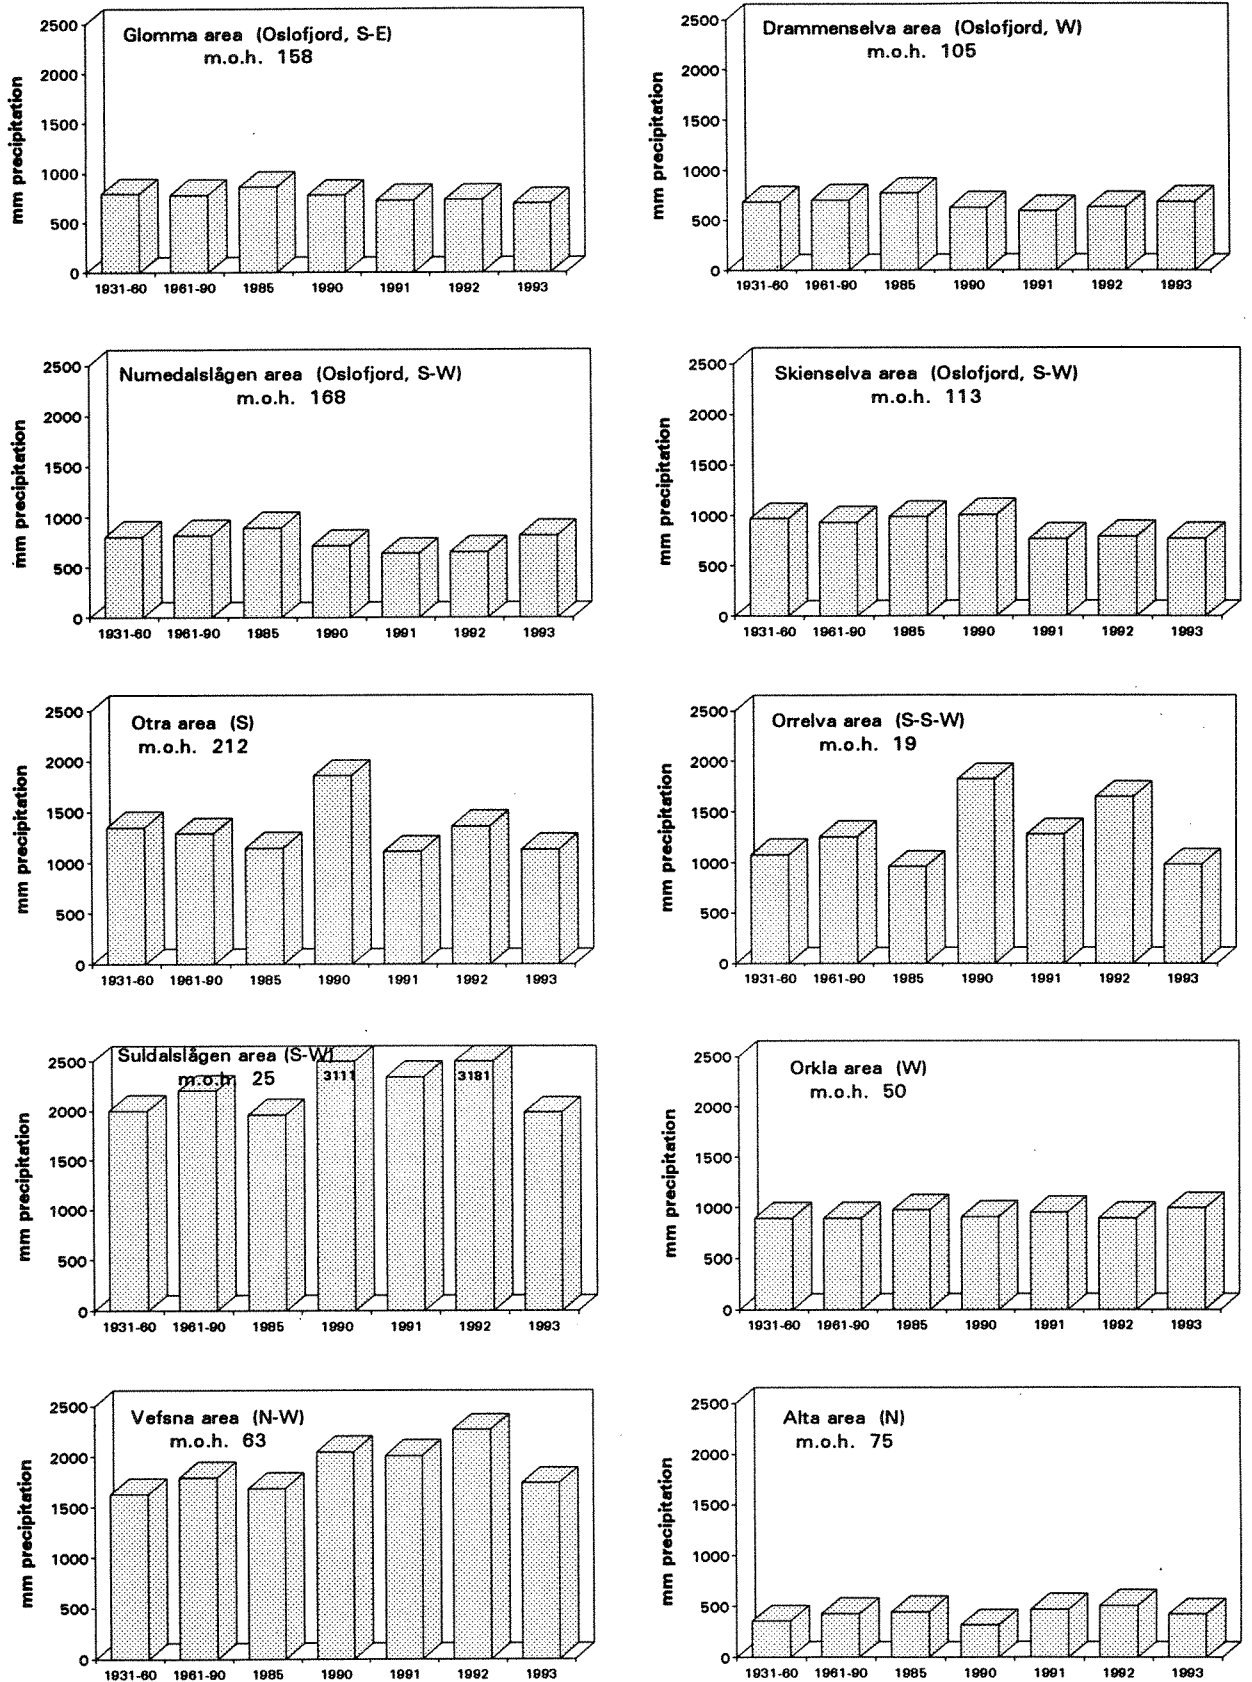 Glomma area (Oslofjord, S-E)
m.o.h. 158
mm precipitation
2500
2000
1500
1000
500
0
1931-60 1961-90 1985 1990 1991 1992 1993
Drammenselva area (Oslofjord, W)
m.o.h. 105
mm precipitation
2500
2000
1500
1000
500
0
1931-60 1961-90 1985 1990 1991 1992 1993
Numedalslågen area (Oslofjord, S-W)
m.o.h. 168
mm precipitation
2500
2000
1500
1000
500
0
1931-60 1961-90 1985 1990 1991 1992 1993
Skienselva area (Oslofjord, S-W)
m.o.h. 113
mm precipitation
2500
2000
1500
1000
500
0
1931-60 1961-90 1985 1990 1991 1992 1993
Otra area (S)
m.o.h. 212
mm precipitation
2500
2000
1500
1000
500
0
1931-60 1961-90 1985 1990 1991 1992 1993
Orrelva area (S-S-W)
m.o.h. 19
mm precipitation
2500
2000
1500
1000
500
0
1931-60 1961-90 1985 1990 1991 1992 1993
Suldalslågen area (S-W)
m.o.h. 25
3111
3181
mm precipitation
2500
2000
1500
1000
500
0
1931-60 1961-90 1985 1990 1991 1992 1993
Orkla area (W)
m.o.h. 50
mm precipitation
2500
2000
1500
1000
500
0
1931-60 1961-90 1985 1990 1991 1992 1993
Vefsna area (N-W)
m.o.h. 63
mm precipitation
2500
2000
1500
1000
500
0
1931-60 1961-90 1985 1990 1991 1992 1993
Alta area (N)
m.o.h. 75
mm precipitation
2500
2000
1500
1000
500
0
1931-60 1961-90 1985 1990 1991 1992 1993